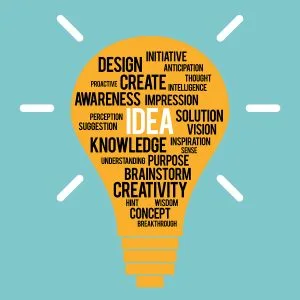 INITIATIVE
DESIGN ANTICIPATION
PROACTIVE CREATE THOUGHT
INTELLIGENCE
AWARENESS IMPRESSION
PERCEPTION IDEA SOLUTION
SUGGESTION VISION
KNOWLEDGE INSPIRATION
SENSE
UNDERSTANDING PURPOSE
BRAINSTORM
CREATIVITY
HINT WISDOM
CONCEPT
BREAKTHROUGH